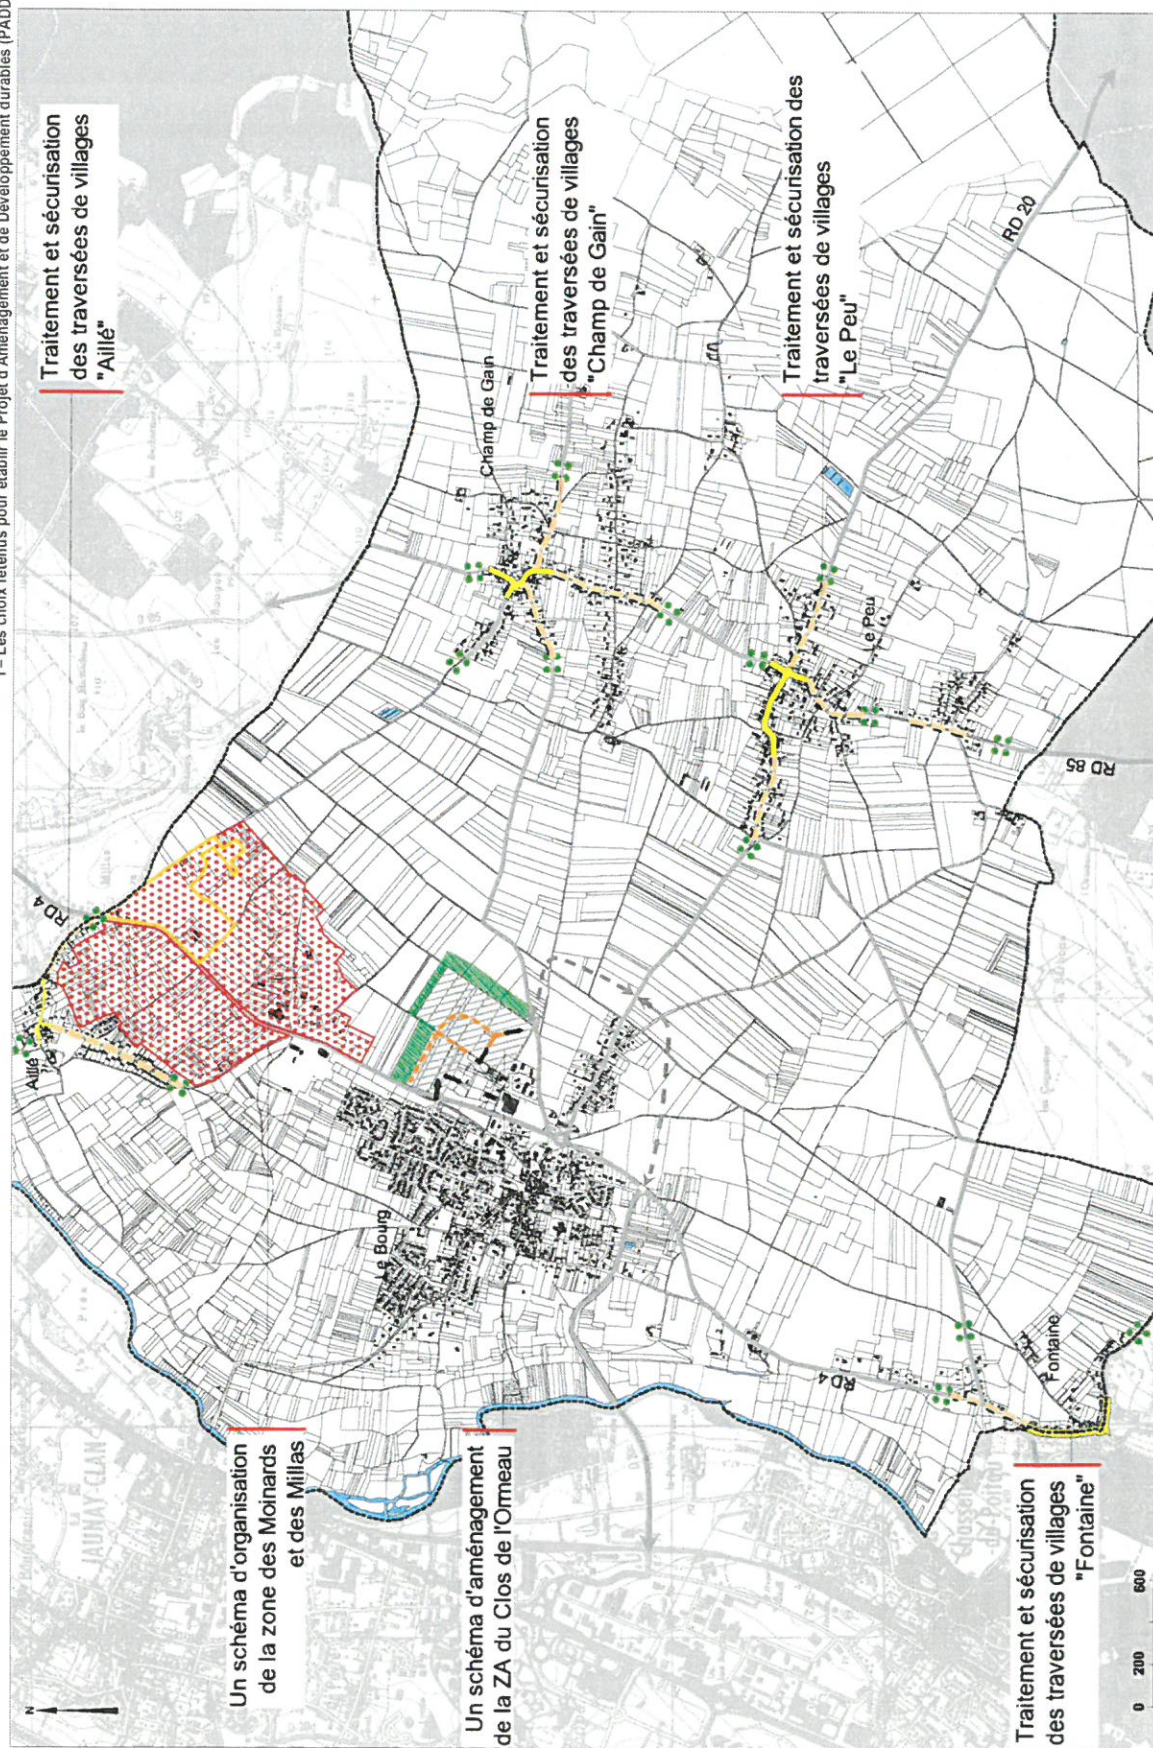 1 – Les choix retenus pour établir le Projet d'Aménagement et de Développement durables (PADD
Traitement et sécurisation
des traversées de villages
"Aillé"
Traitement et sécurisation
des traversées de villages
"Champ de Gain"
Traitement et sécurisation des
traversées de villages
"Le Peu"
Champ de Gain
RD 20
Le Peu
RD 85
RD 4
Aillé
Le Bourg
RD 4
Fontaine
Un schéma d'organisation
de la zone des Moinards
et des Millas
Un schéma d'aménagement
de la ZA du Clos de l'Ormeau
Traitement et sécurisation
des traversées de villages
"Fontaine"
JAUNAY-CLAN
N
0 200 600